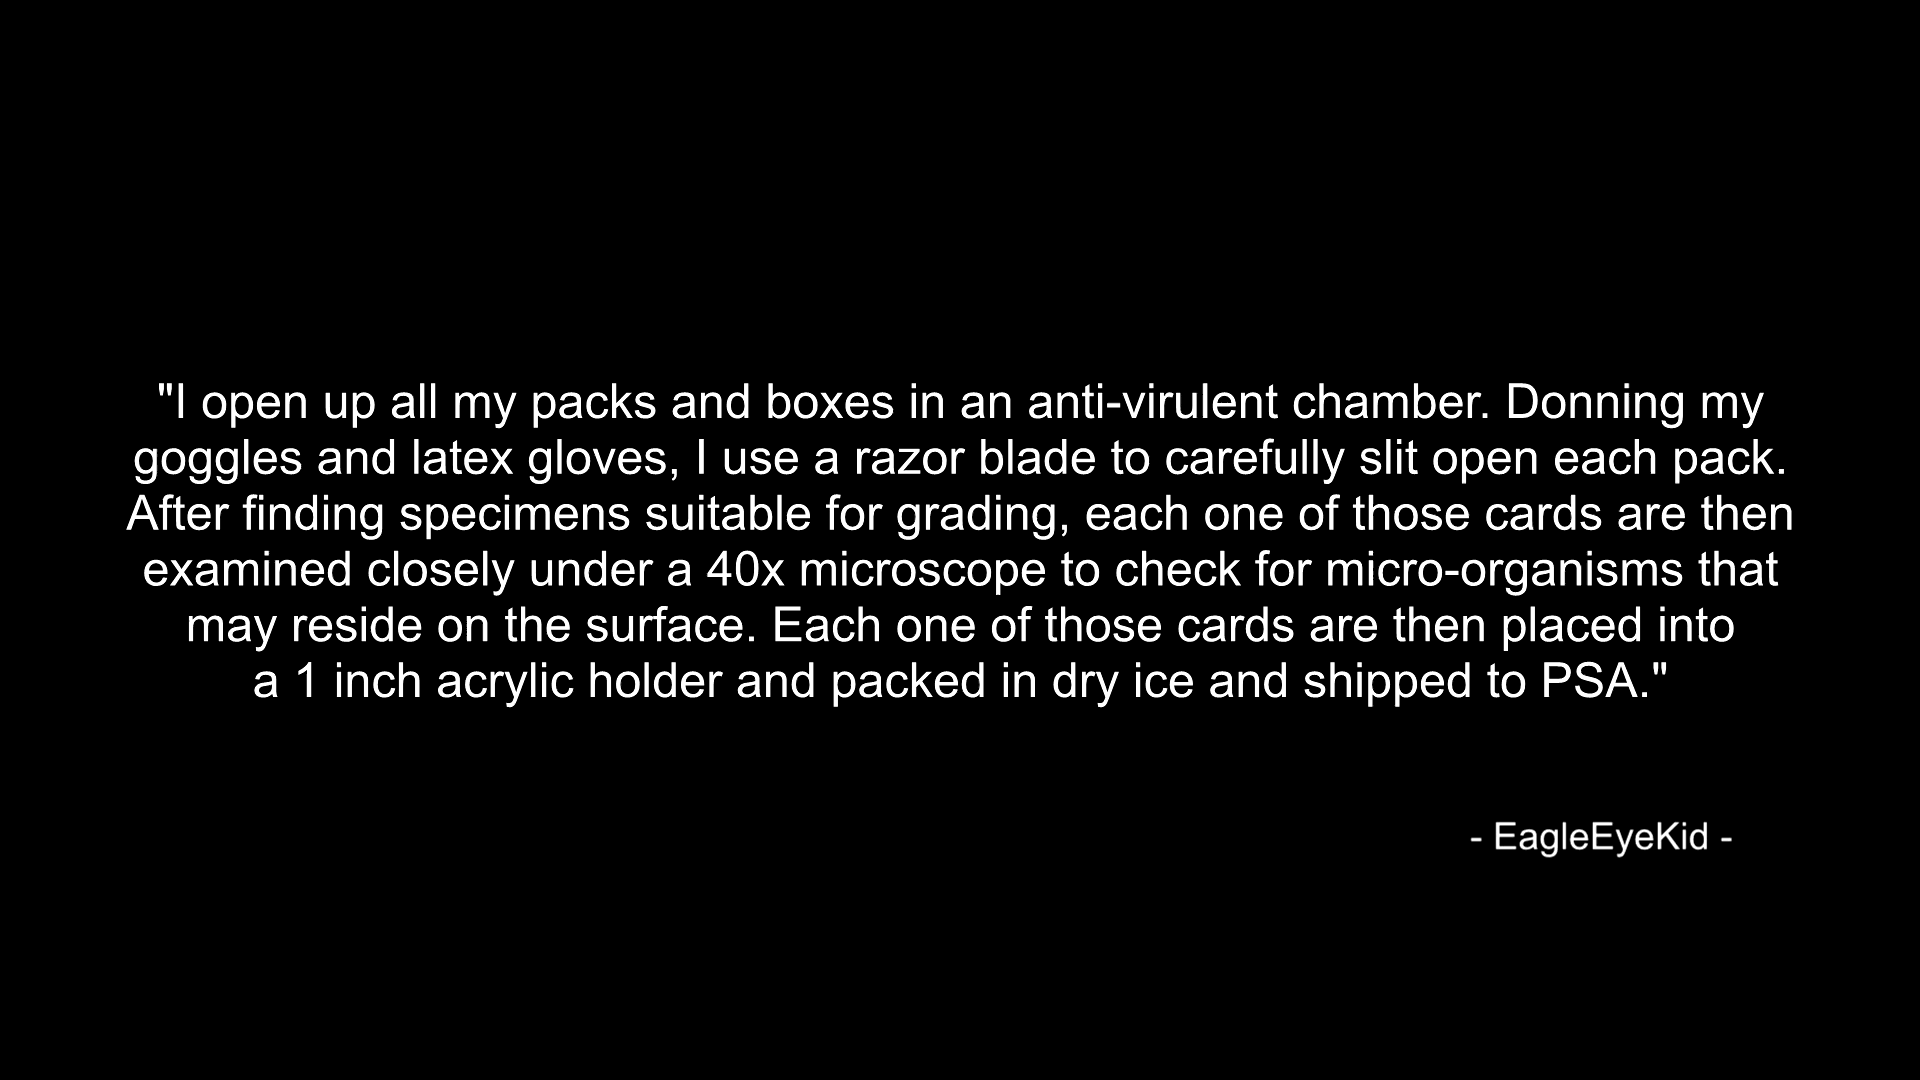 "I open up all my packs and boxes in an anti-virulent chamber. Donning my
goggles and latex gloves, I use a razor blade to carefully slit open each pack.
After finding specimens suitable for grading, each one of those cards are then
examined closely under a 40x microscope to check for micro-organisms that
may reside on the surface. Each one of those cards are then placed into
a 1 inch acrylic holder and packed in dry ice and shipped to PSA."
- EagleEyeKid -